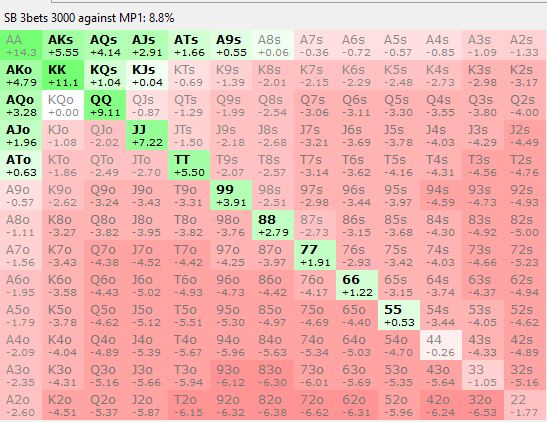 SB 3bets 3000 against MP1: 8.8%
AA AKs AQs AJs ATs A9s A8s A7s A6s A5s A4s A3s A2s
+14.3 +5.55 +4.14 +2.91 +1.66 +0.55 +0.06 -0.36 -0.72 -0.57 -0.85 -1.09 -1.33
AKo KK KQs KJs KTs K9s K8s K7s K6s K5s K4s K3s K2s
+4.79 +11.1 +1.04 +0.04 -0.69 -1.39 -2.01 -2.15 -2.29 -2.48 -2.73 -2.98 -3.17
AQo KQo QQ QJs QTs Q9s Q8s Q7s Q6s Q5s Q4s Q3s Q2s
+3.28 +0.00 +9.11 -0.87 -1.29 -1.99 -2.54 -3.06 -3.11 -3.30 -3.55 -3.80 -4.00
AJo KJo QJo JJ JTs J9s J8s J7s J6s J5s J4s J3s J2s
+1.96 -1.08 -2.02 +7.22 -1.50 -2.18 -2.68 -3.21 -3.69 -3.78 -4.03 -4.29 -4.49
ATo KTo QTo JTo TT T9s T8s T7s T6s T5s T4s T3s T2s
+0.63 -1.86 -2.49 -2.70 +5.50 -2.07 -2.57 -3.14 -3.62 -4.16 -4.31 -4.56 -4.76
A9o K9o Q9o J9o T9o 99 98s 97s 96s 95s 94s 93s 92s
-0.57 -2.62 -3.24 -3.43 -3.31 +3.91 -2.51 -2.98 -3.44 -3.97 -4.59 -4.73 -4.93
A8o K8o Q8o J8o T8o 98o 88 87s 86s 85s 84s 83s 82s
-1.11 -3.27 -3.82 -3.95 -3.82 -3.76 +2.79 -2.73 -3.15 -3.68 -4.30 -4.92 -5.00
A7o K7o Q7o J7o T7o 97o 87o 77 76s 75s 74s 73s 72s
-1.56 -3.43 -4.38 -4.52 -4.42 -4.25 -3.97 +1.91 -2.93 -3.42 -4.03 -4.66 -5.23
A6o K6o Q6o J6o T6o 96o 86o 76o 66 65s 64s 63s 62s
-1.95 -3.58 -4.43 -5.02 -4.93 -4.73 -4.42 -4.17 +1.22 -3.15 -3.74 -4.37 -4.94
A5o K5o Q5o J5o T5o 95o 85o 75o 65o 55 54s 53s 52s
-1.79 -3.78 -4.62 -5.12 -5.51 -5.30 -4.97 -4.69 -4.40 +0.53 -3.44 -4.05 -4.62
A4o K4o Q4o J4o T4o 94o 84o 74o 64o 54o 44 43s 42s
-2.09 -4.04 -4.89 -5.39 -5.67 -5.96 -5.63 -5.34 -5.03 -4.70 -0.26 -4.33 -4.89
A3o K3o Q3o J3o T3o 93o 83o 73o 63o 53o 43o 33 32s
-2.35 -4.31 -5.16 -5.66 -5.94 -6.12 -6.30 -6.01 -5.69 -5.35 -5.64 -1.05 -5.16
A2o K2o Q2o J2o T2o 92o 82o 72o 62o 52o 42o 32o 22
-2.60 -4.51 -5.37 -5.87 -6.15 -6.32 -6.38 -6.62 -6.31 -5.96 -6.24 -6.53 -1.77